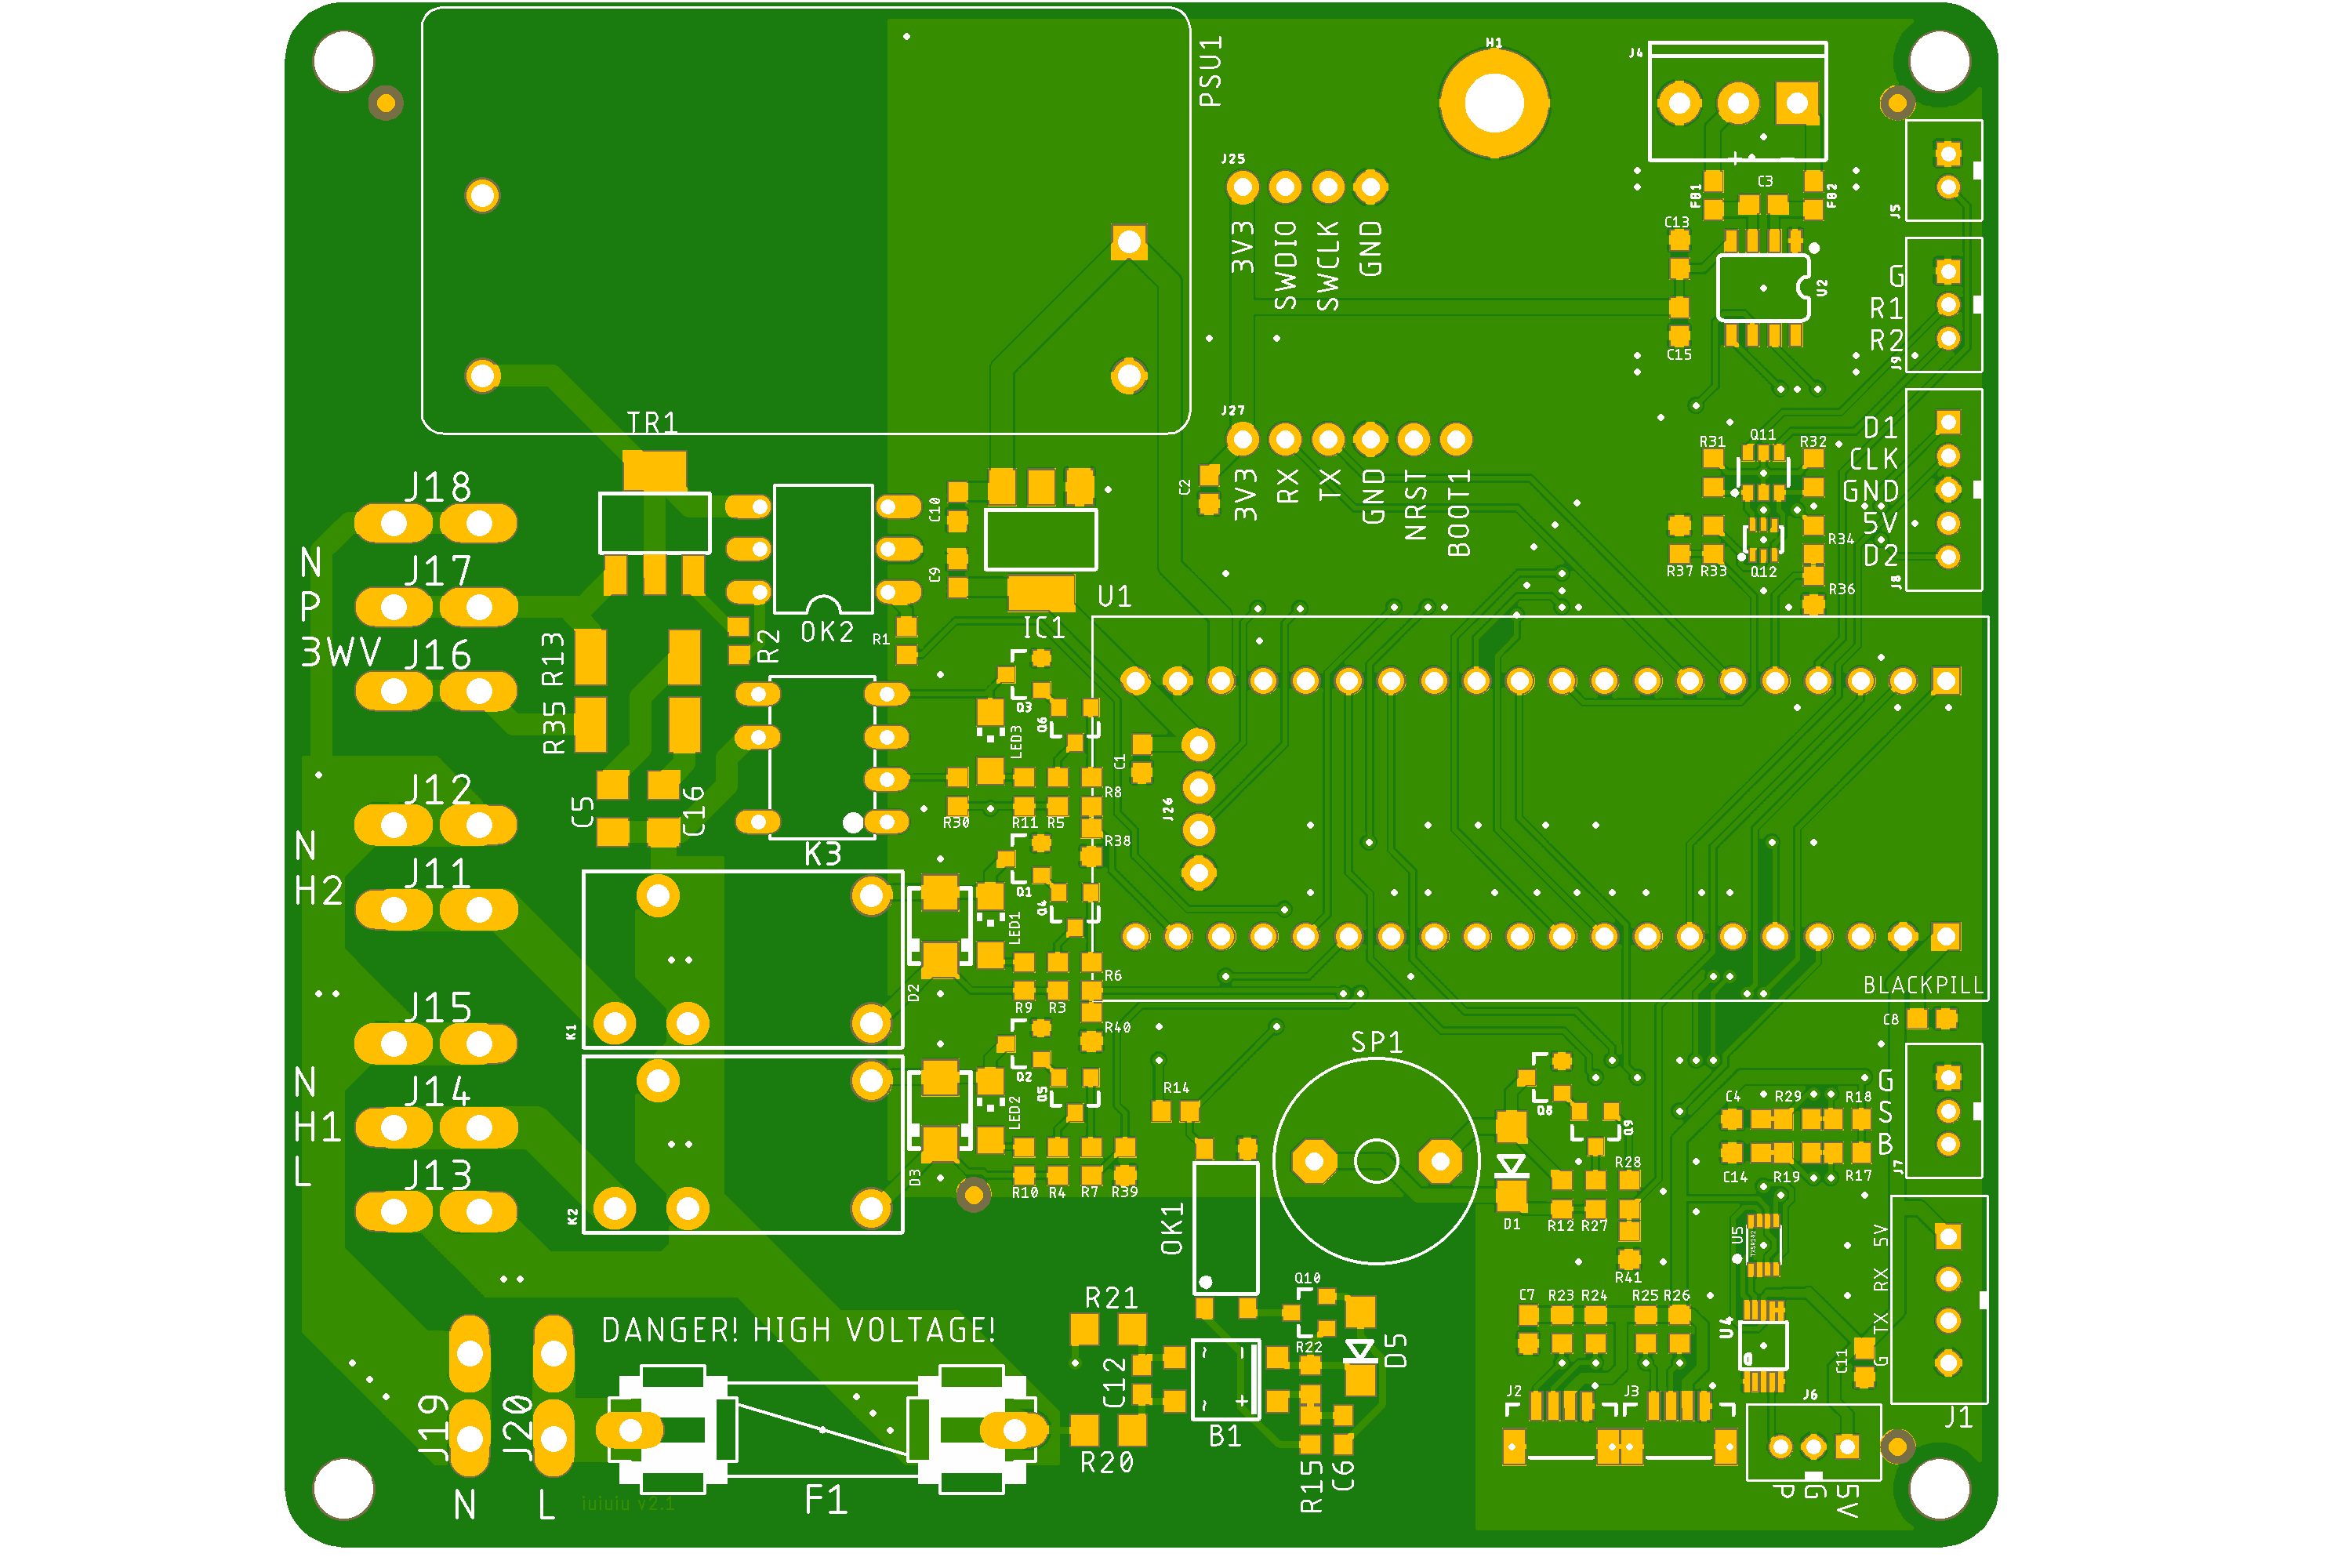 PSU1
H1
J4
+ -
J25
FB1
C3
FB2
J5
C13
3V3
SWDIO
SWCLK
GND
U2
G
R1
R2
J9
C15
TR1
J27
D1
CLK
GND
5V
D2
J8
R31
Q11
R32
J18
C10
C2
3V3
RX
TX
GND
NRST
BOOT1
R34
R37
R33
Q12
R36
N
P
3WV
J17
J16
R13
R35
OK2
R2
R1
C9
IC1
U1
Q3
Q6
LED3
C1
J26
J12
C5
C16
R30
R11
R5
R8
R38
K3
N
H2
J11
Q1
Q4
LED1
D2
R6
R9
R3
R40
BLACKPILL
C8
J15
K1
N
H1
L
J14
J13
K2
Q2
Q5
LED2
D3
R10
R4
R7
R39
R14
SP1
OK1
Q8
Q9
D1
R12
R27
R28
R41
C4
R29
R18
C14
R19
R17
G
S
B
J7
U5
5V
RX
TX
G
J1
DANGER! HIGH VOLTAGE!
R21
Q10
R22
D5
C12
~
~
-
+
B1
R20
R15
C6
C7
R23
R24
R25
R26
U4
C11
J2
J3
J6
P
G
5V
J19
J20
N
L
iuiuiu v2.1
F1